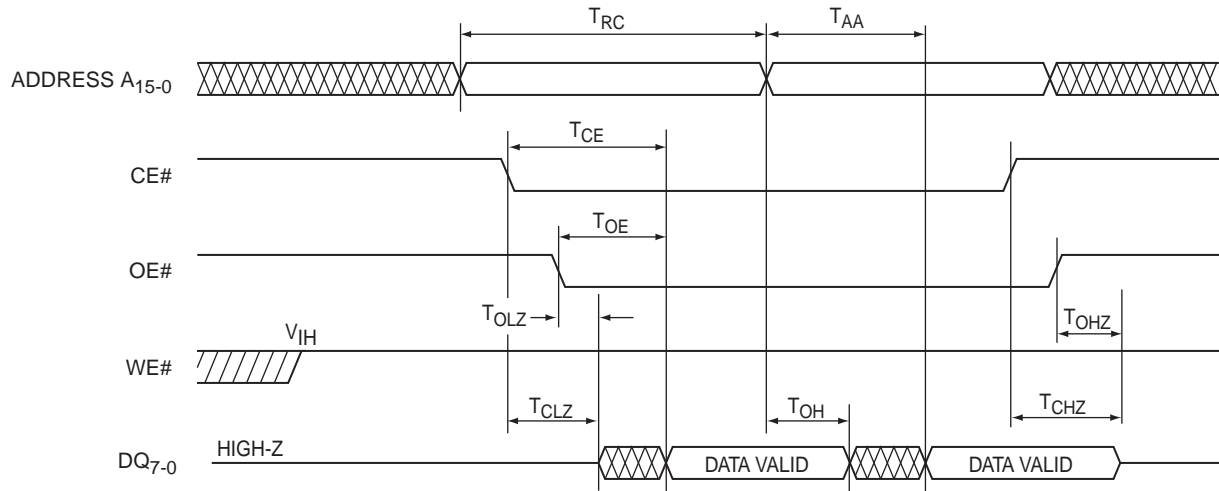 TRC TAA
ADDRESS A15-0
TCE
CE#
TOE
OE#
TOLZ TOHZ
VIH
WE#
TCLZ TOH TCHZ
HIGH-Z
DQ7-0 DATA VALID DATA VALID